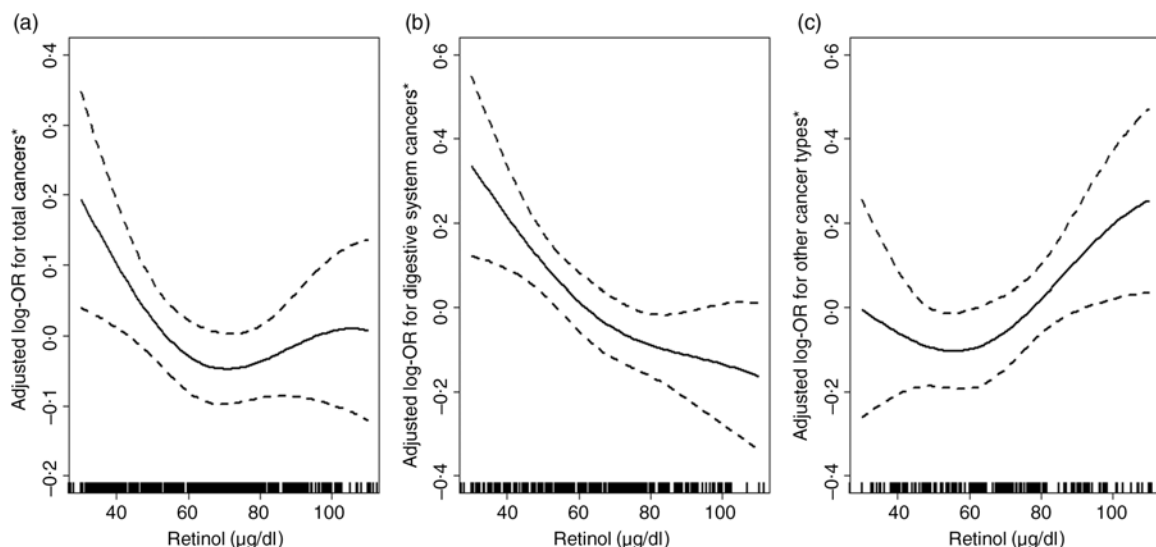 (a)
Adjusted log-OR for total cancers*
0·4
0·3
0·2
0·1
0·0
−0·1
−0·2
40 60 80 100
Retinol (µg/dl)
(b)
Adjusted log-OR for digestive system cancers*
0·6
0·4
0·2
0·0
−0·2
−0·4
40 60 80 100
Retinol (µg/dl)
(c)
Adjusted log-OR for other cancer types*
0·6
0·4
0·2
0·0
−0·2
−0·4
40 60 80 100
Retinol (µg/dl)